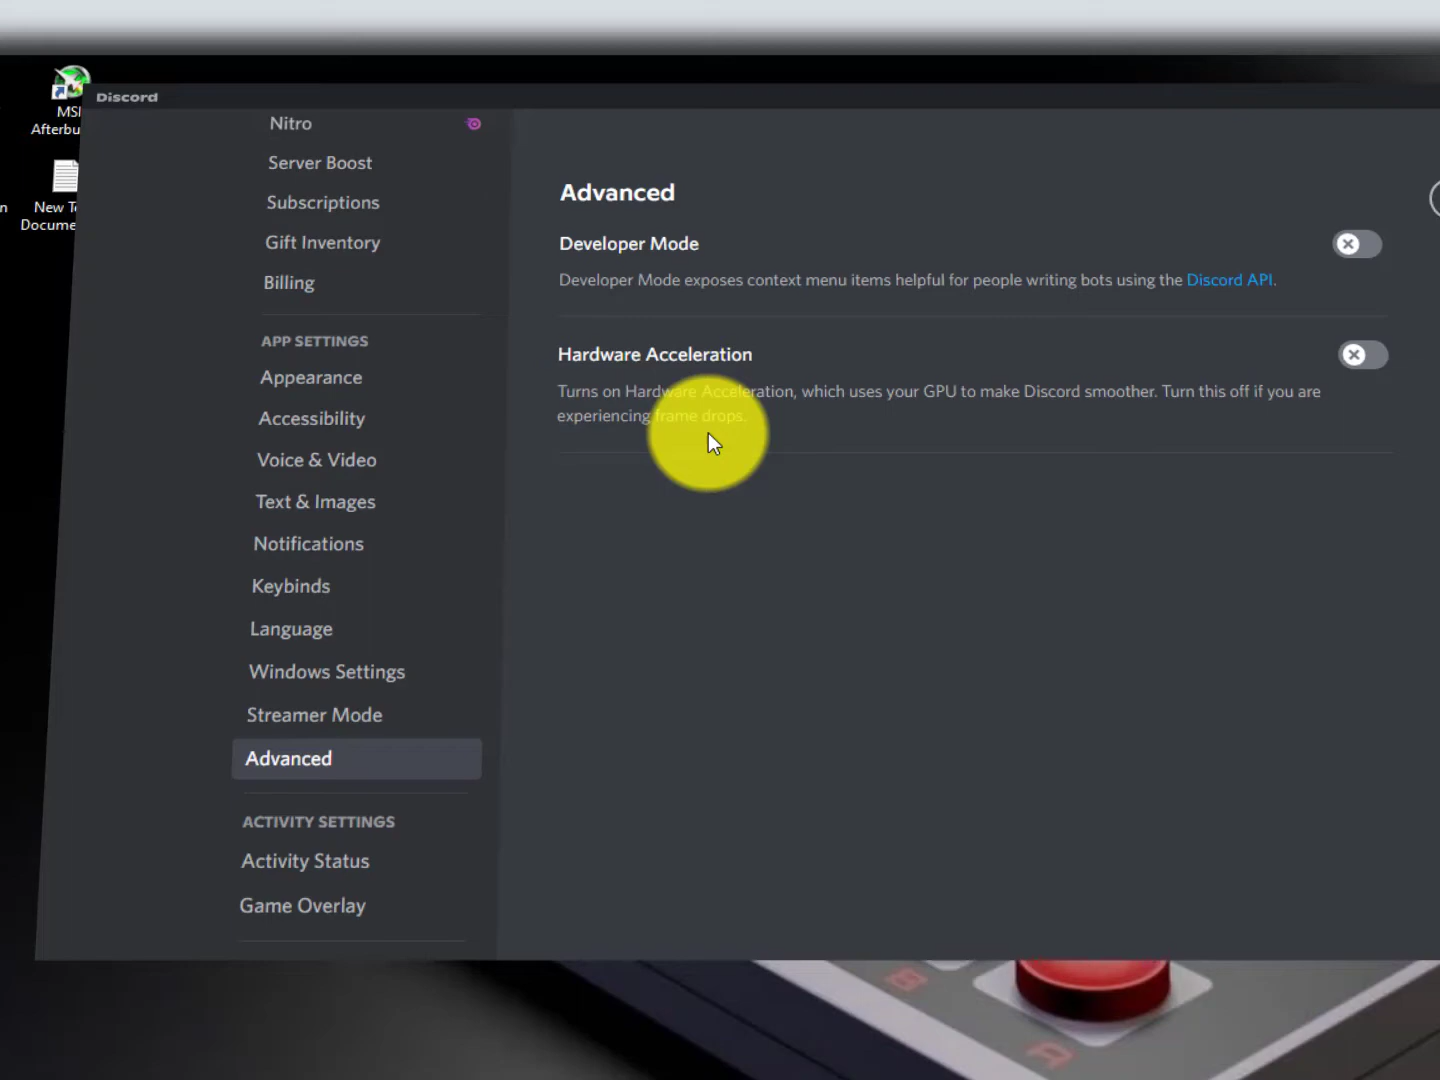 MSI
Afterbu
New T
Docume
n
Discord
Nitro
Server Boost
Subscriptions
Gift Inventory
Billing
APP SETTINGS
Appearance
Accessibility
Voice & Video
Text & Images
Notifications
Keybinds
Language
Windows Settings
Streamer Mode
Advanced
ACTIVITY SETTINGS
Activity Status
Game Overlay
Advanced
Developer Mode
Developer Mode exposes context menu items helpful for people writing bots using the Discord API.
Hardware Acceleration
Turns on Hardware Acceleration, which uses your GPU to make Discord smoother. Turn this off if you are
experiencing frame drops.
B
A